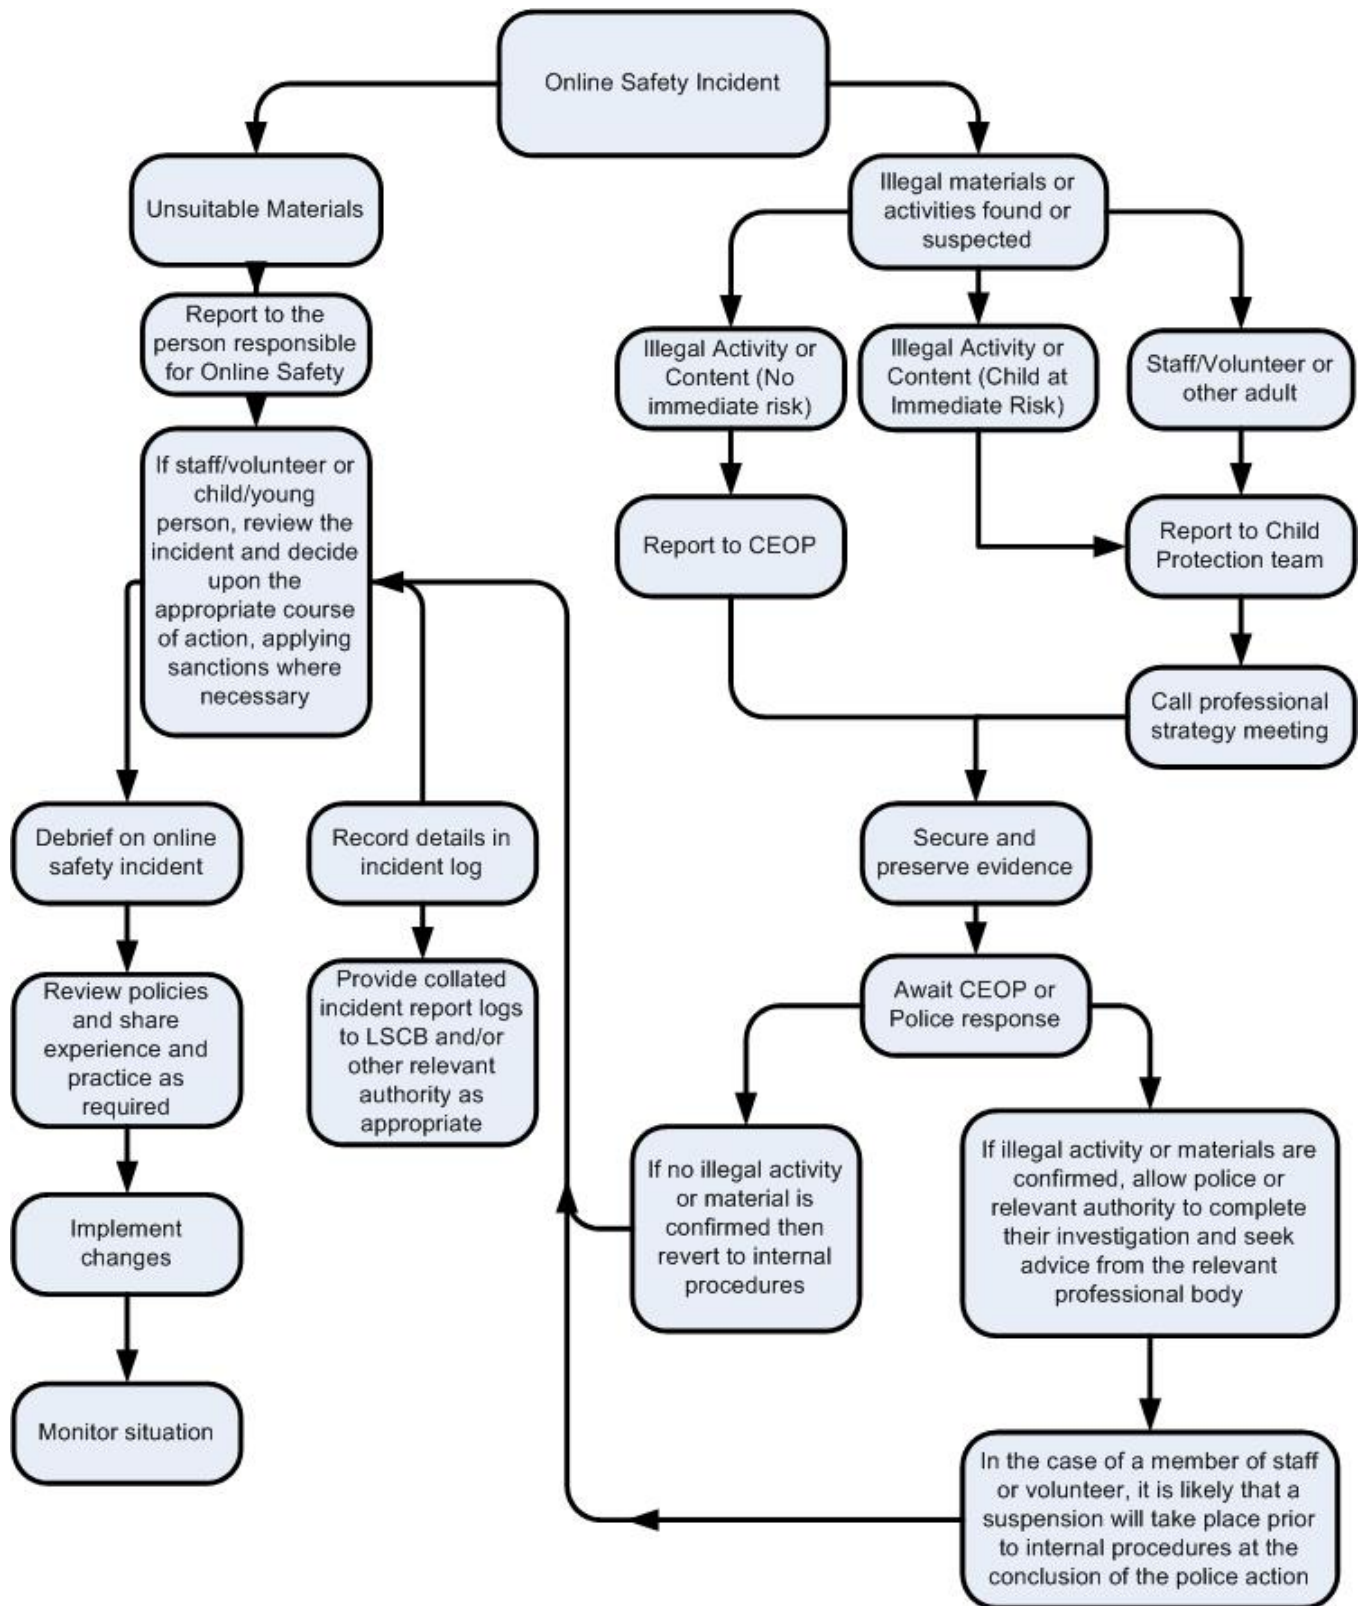 Online Safety Incident
Unsuitable Materials
Illegal materials or
activities found or
suspected
Report to the
person responsible
for Online Safety
Illegal Activity or
Content (No
immediate risk)
Illegal Activity or
Content (Child at
Immediate Risk)
Staff/Volunteer or
other adult
If staff/volunteer or
child/young
person, review the
incident and decide
upon the
appropriate course
of action, applying
sanctions where
necessary
Report to CEOP
Report to Child
Protection team
Call professional
strategy meeting
Debrief on online
safety incident
Record details in
incident log
Secure and
preserve evidence
Review policies
and share
experience and
practice as
required
Provide collated
incident report logs
to LSCB and/or
other relevant
authority as
appropriate
Await CEOP or
Police response
If no illegal activity
or material is
confirmed then
revert to internal
procedures
If illegal activity or materials are
confirmed, allow police or
relevant authority to complete
their investigation and seek
advice from the relevant
professional body
Implement
changes
Monitor situation
In the case of a member of staff
or volunteer, it is likely that a
suspension will take place prior
to internal procedures at the
conclusion of the police action